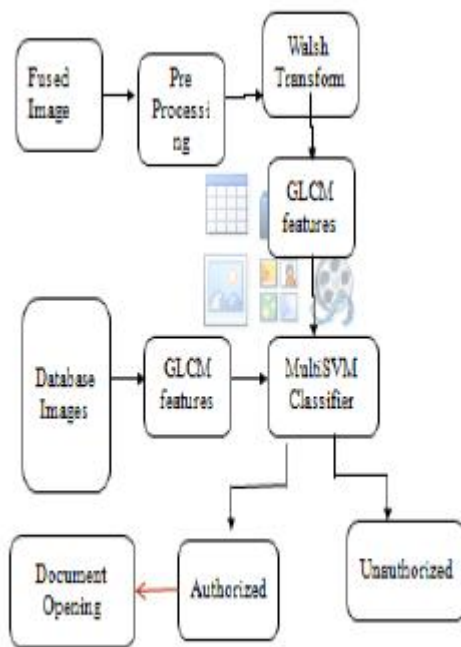 Fused
Image
Pre
Processi
ng
Walsh
Transform
GLCM
features
Database
Images
GLCM
features
MultiSVM
Classifier
Document
Opening
Authorized
Unauthorized